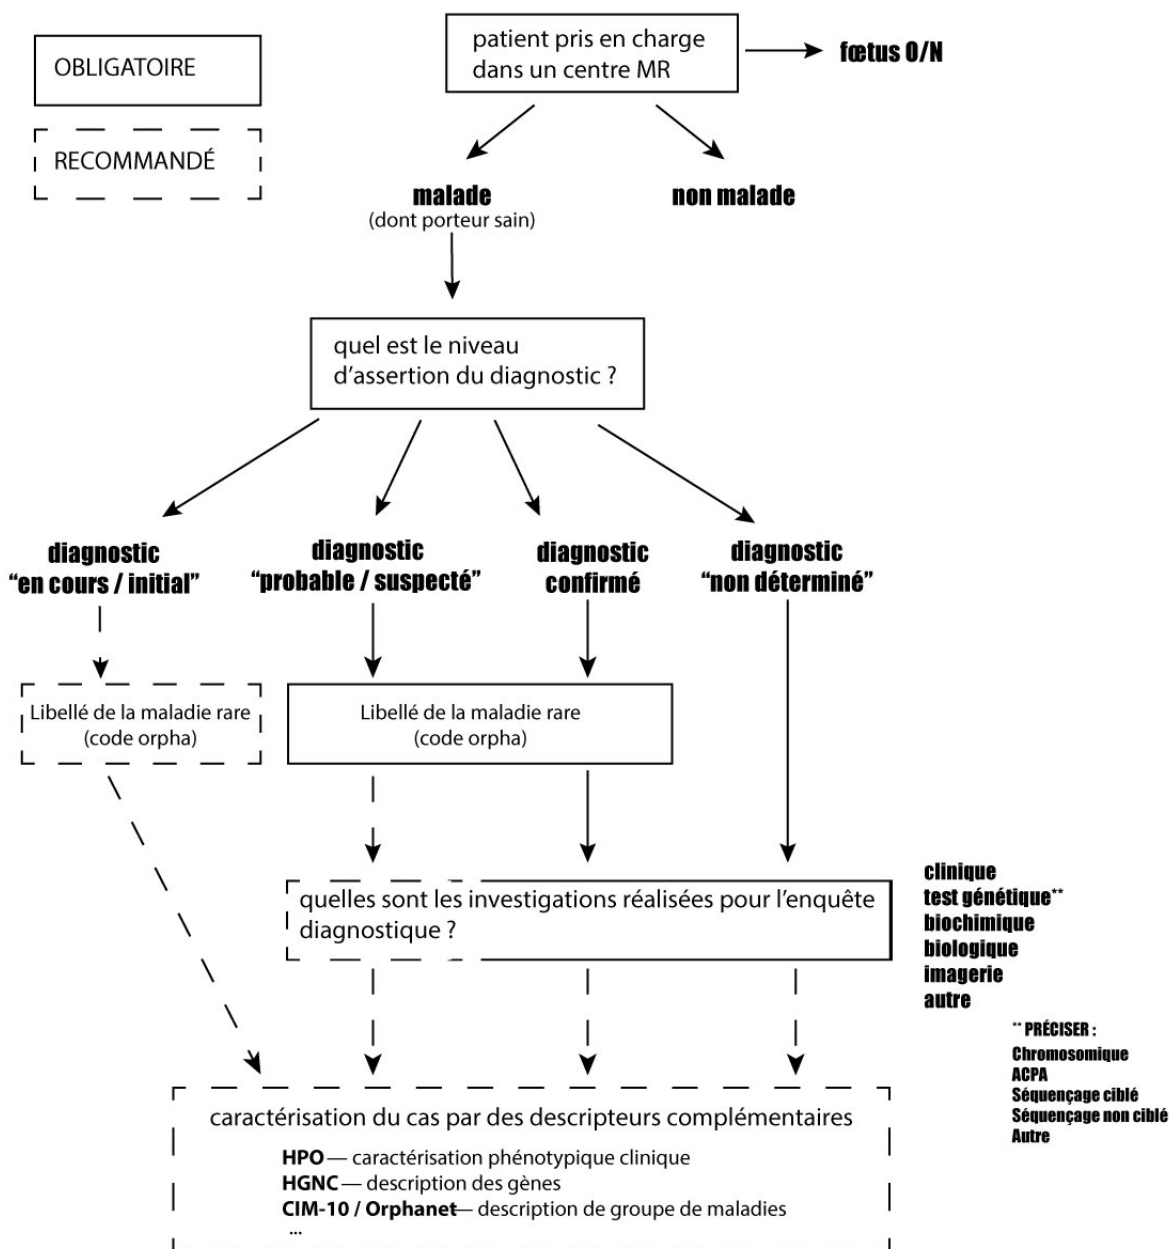 OBLIGATOIRE
RECOMMANDÉ
patient pris en charge
dans un centre MR
fœtus O/N
malade
(dont porteur sain)
non malade
quel est le niveau
d’assertion du diagnostic ?
diagnostic
“en cours / initial”
diagnostic
“probable / suspecté”
diagnostic
confirmé
diagnostic
“non déterminé”
Libellé de la maladie rare
(code orpha)
Libellé de la maladie rare
(code orpha)
quelles sont les investigations réalisées pour l’enquête
diagnostique ?
clinique
test génétique**
biochimique
biologique
imagerie
autre
** PRÉCISER :
Chromosomique
ACPA
Séquençage ciblé
Séquençage non ciblé
Autre
caractérisation du cas par des descripteurs complémentaires
HPO — caractérisation phénotypique clinique
HGNC — description des gènes
CIM-10 / Orphanet— description de groupe de maladies
...